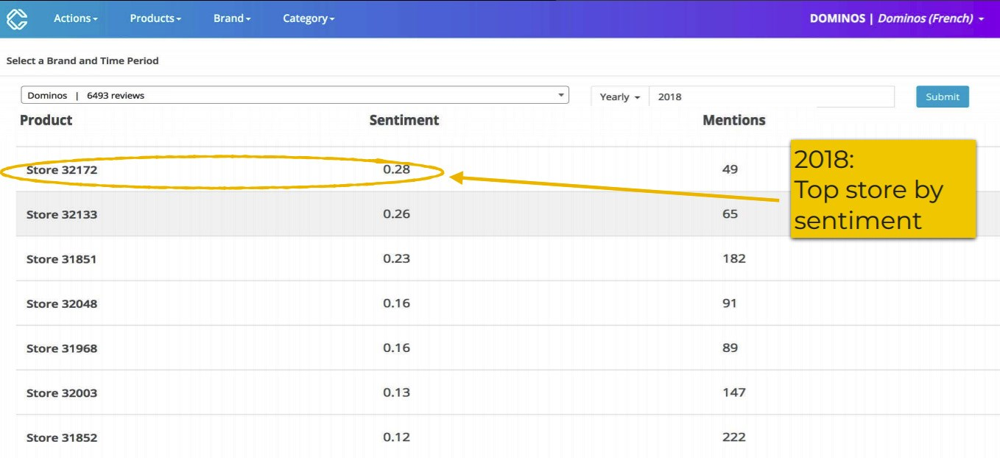 Actions Products Brand Category DOMINOS | Dominos (French)
Select a Brand and Time Period
Dominos | 6493 reviews Yearly 2018 Submit
Product Sentiment Mentions
Store 32172 0.28 49
Store 32133 0.26 65
Store 31851 0.23 182
Store 32048 0.16 91
Store 31968 0.16 89
Store 32003 0.13 147
Store 31852 0.12 222
2018:
Top store by
sentiment